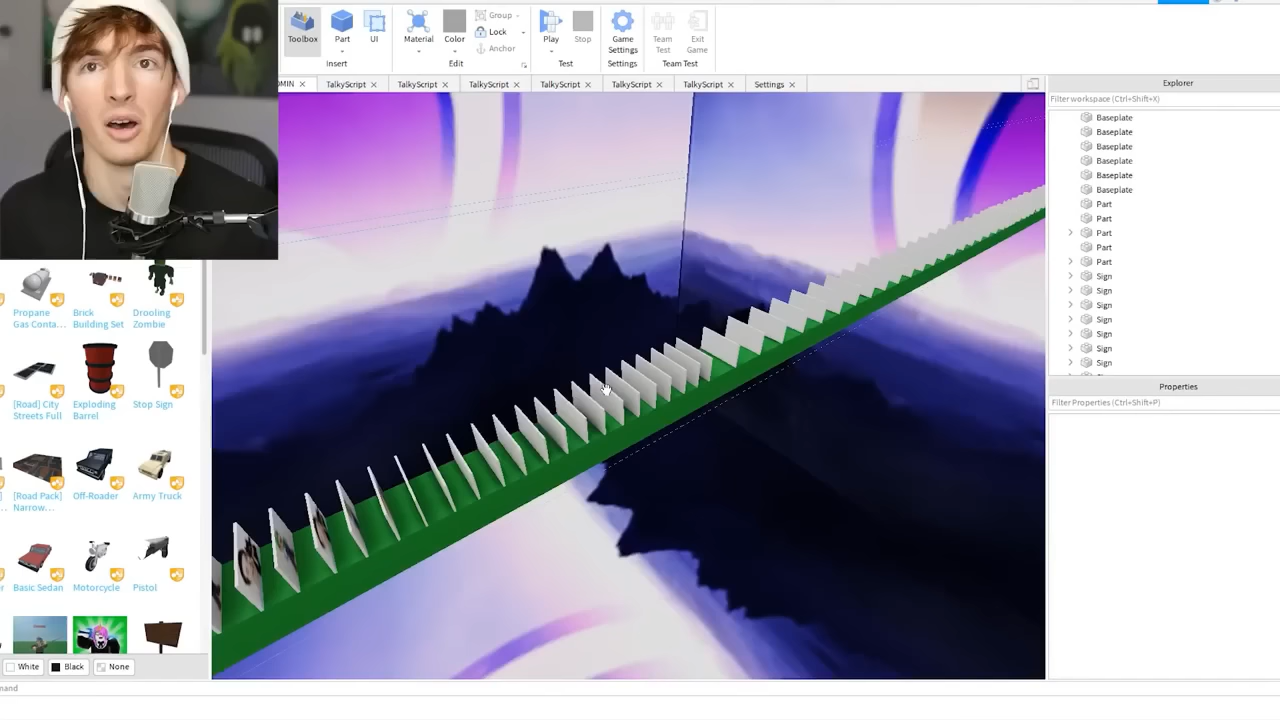 Toolbox
Part
UI
Insert
Material
Color
Group
Lock
Anchor
Edit
Play
Stop
Test
Game
Settings
Settings
Team
Test
Exit
Game
Team Test
MIN
TalkyScript
TalkyScript
TalkyScript
TalkyScript
TalkyScript
TalkyScript
Settings
Explorer
Filter workspace (Ctrl+Shift+X)
Baseplate
Baseplate
Baseplate
Baseplate
Baseplate
Baseplate
Part
Part
Part
Part
Part
Sign
Sign
Sign
Sign
Sign
Sign
Sign
Properties
Filter Properties (Ctrl+Shift+P)
Propane
Gas Conta...
Brick
Building Set
Drooling
Zombie
[Road] City
Streets Full
Exploding
Barrel
Stop Sign
[Road Pack]
Narrow...
Off-Roader
Army Truck
Basic Sedan
Motorcycle
Pistol
White
Black
None
mand